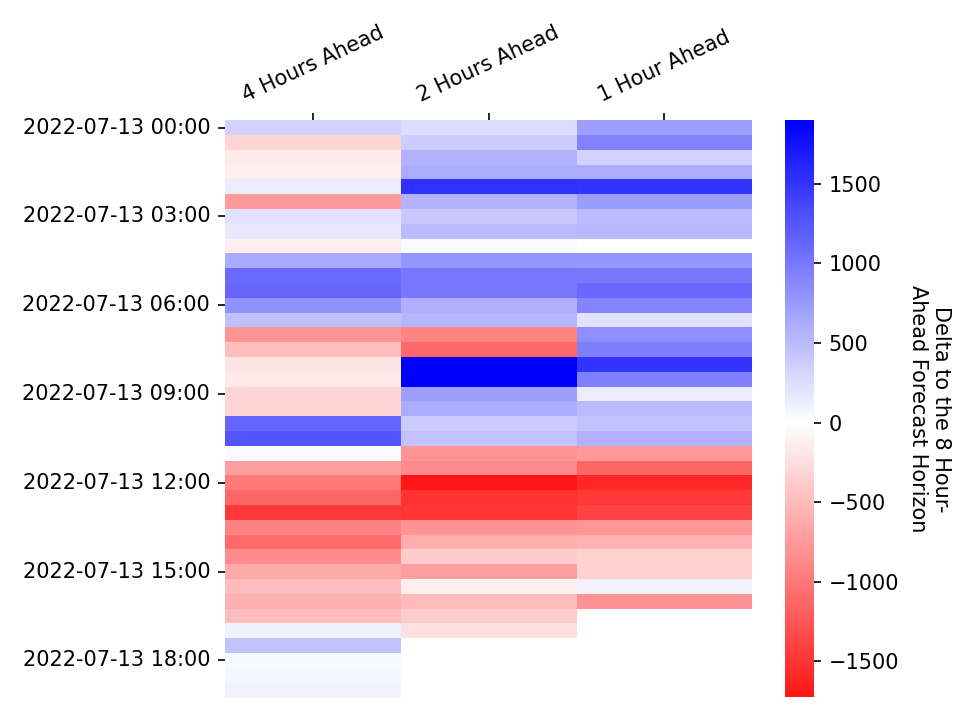 4 Hours Ahead
2 Hours Ahead
1 Hour Ahead
2022-07-13 00:00
2022-07-13 03:00
2022-07-13 06:00
2022-07-13 09:00
2022-07-13 12:00
2022-07-13 15:00
2022-07-13 18:00
1500
1000
500
0
−500
−1000
−1500
Delta to the 8 Hour-
Ahead Forecast Horizon